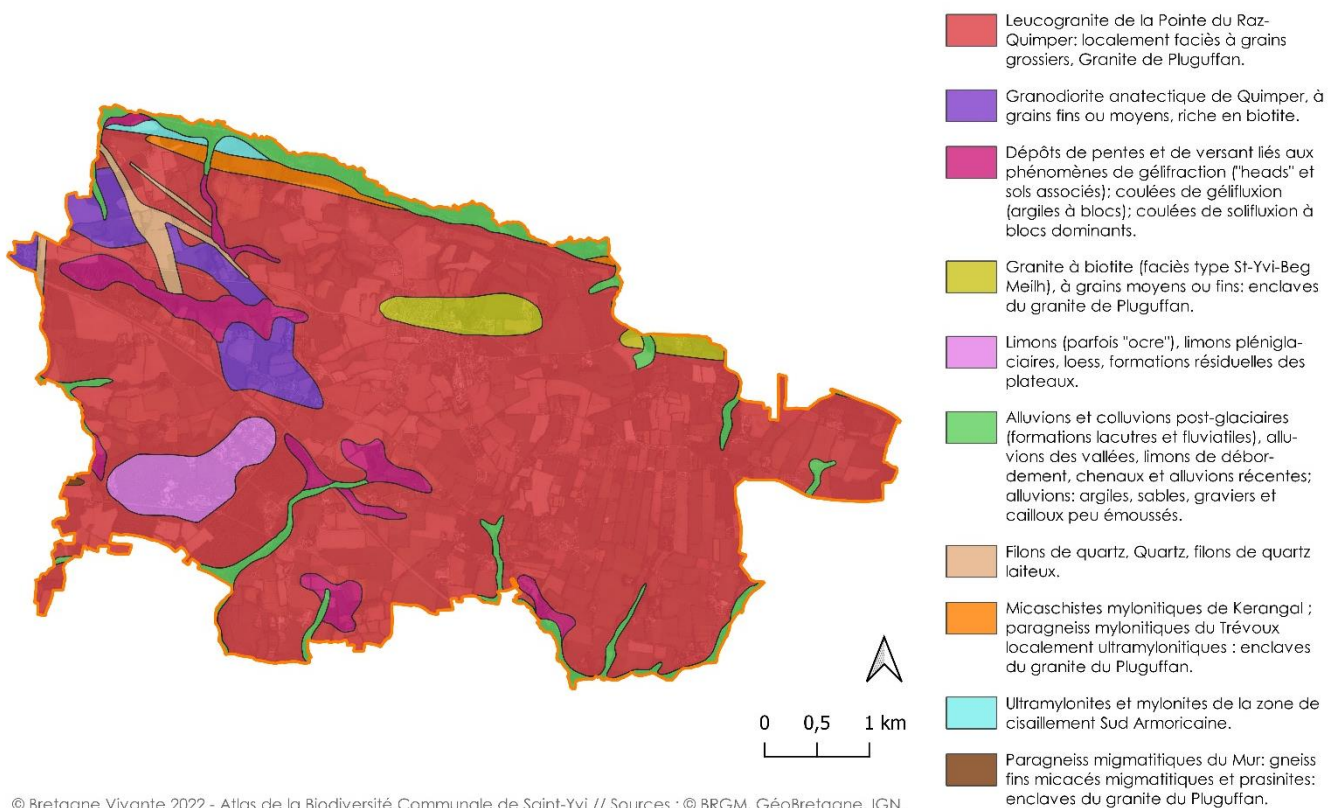 Leucogranite de la Pointe du Raz-
Quimper: localement faciès à grains
grossiers, Granite de Pluguffan.
Granodiorite anatectique de Quimper, à
grains fins ou moyens, riche en biotite.
Dépôts de pentes et de versant liés aux
phénomènes de gélifraction ("heads" et
sols associés); coulées de gélifluxion
(argiles à blocs); coulées de solifluxion à
blocs dominants.
Granite à biotite (faciès type St-Yvi-Beg
Meilh), à grains moyens ou fins: enclaves
du granite de Pluguffan.
Limons (parfois "ocre"), limons plénigla-
ciaires, loess, formations résiduelles des
plateaux.
Alluvions et colluvions post-glaciaires
(formations lacutres et fluviatiles), allu-
vions des vallées, limons de débor-
dement, chenaux et alluvions récentes;
alluvions: argiles, sables, graviers et
cailloux peu émoussés.
Filons de quartz, Quartz, filons de quartz
laiteux.
Micaschistes mylonitiques de Kerangal ;
paragneiss mylonitiques du Trévoux
localement ultramylonitiques : enclaves
du granite du Pluguffan.
Ultramylonites et mylonites de la zone de
cisaillement Sud Armoricaine.
Paragneiss migmatitiques du Mur: gneiss
fins micacés migmatitiques et prasinites:
enclaves du granite du Pluguffan.
0 0,5 1 km
© Bretagne Vivante 2022 - Atlas de la Biodiversité Communale de Saint-Yvi // Sources : © BRGM, GéoBretagne, IGN